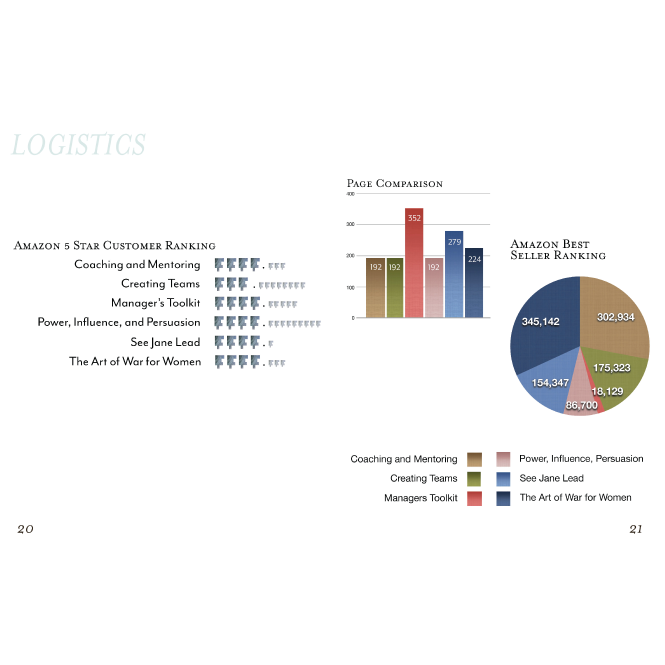 LOGISTICS
AMAZON 5 STAR CUSTOMER RANKING
Coaching and Mentoring
Creating Teams
Manager's Toolkit
Power, Influence, and Persuasion
See Jane Lead
The Art of War for Women
PAGE COMPARISON
400
300
200
100
0
192
192
352
192
279
224
AMAZON BEST
SELLER RANKING
345,142
302,934
175,323
154,347
18,129
86,700
Coaching and Mentoring
Power, Influence, Persuasion
Creating Teams
See Jane Lead
Managers Toolkit
The Art of War for Women
20
21